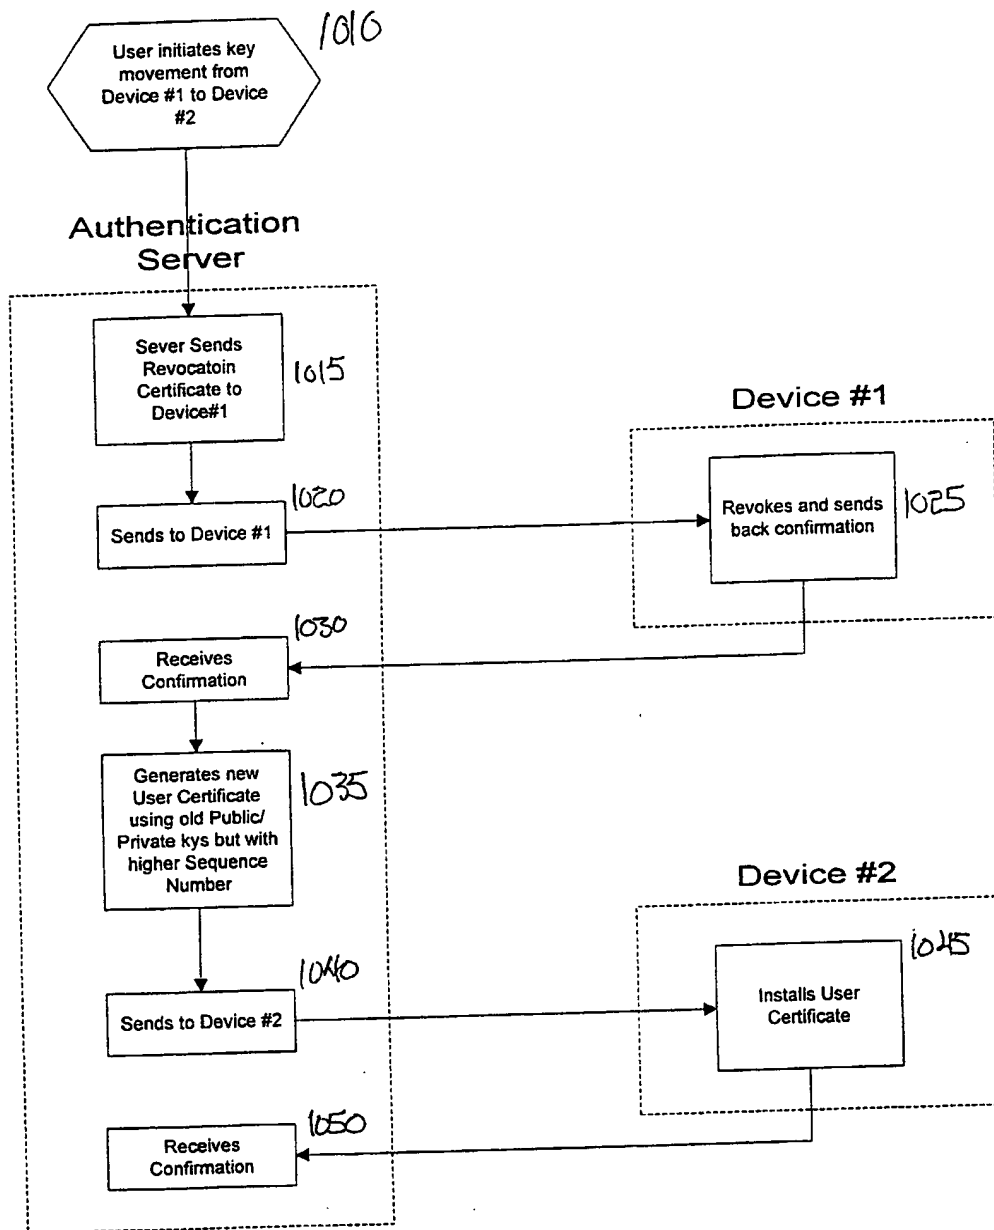 User initiates key
movement from
Device #1 to Device
#2
1010
Authentication
Server
Sever Sends
Revocatoin
Certificate to
Device#1
1015
Device #1
Sends to Device #1
1020
Revokes and sends
back confirmation
1025
Receives
Confirmation
1030
Generates new
User Certificate
using old Public/
Private kys but with
higher Sequence
Number
1035
Device #2
Sends to Device #2
1040
Installs User
Certificate
1045
Receives
Confirmation
1050